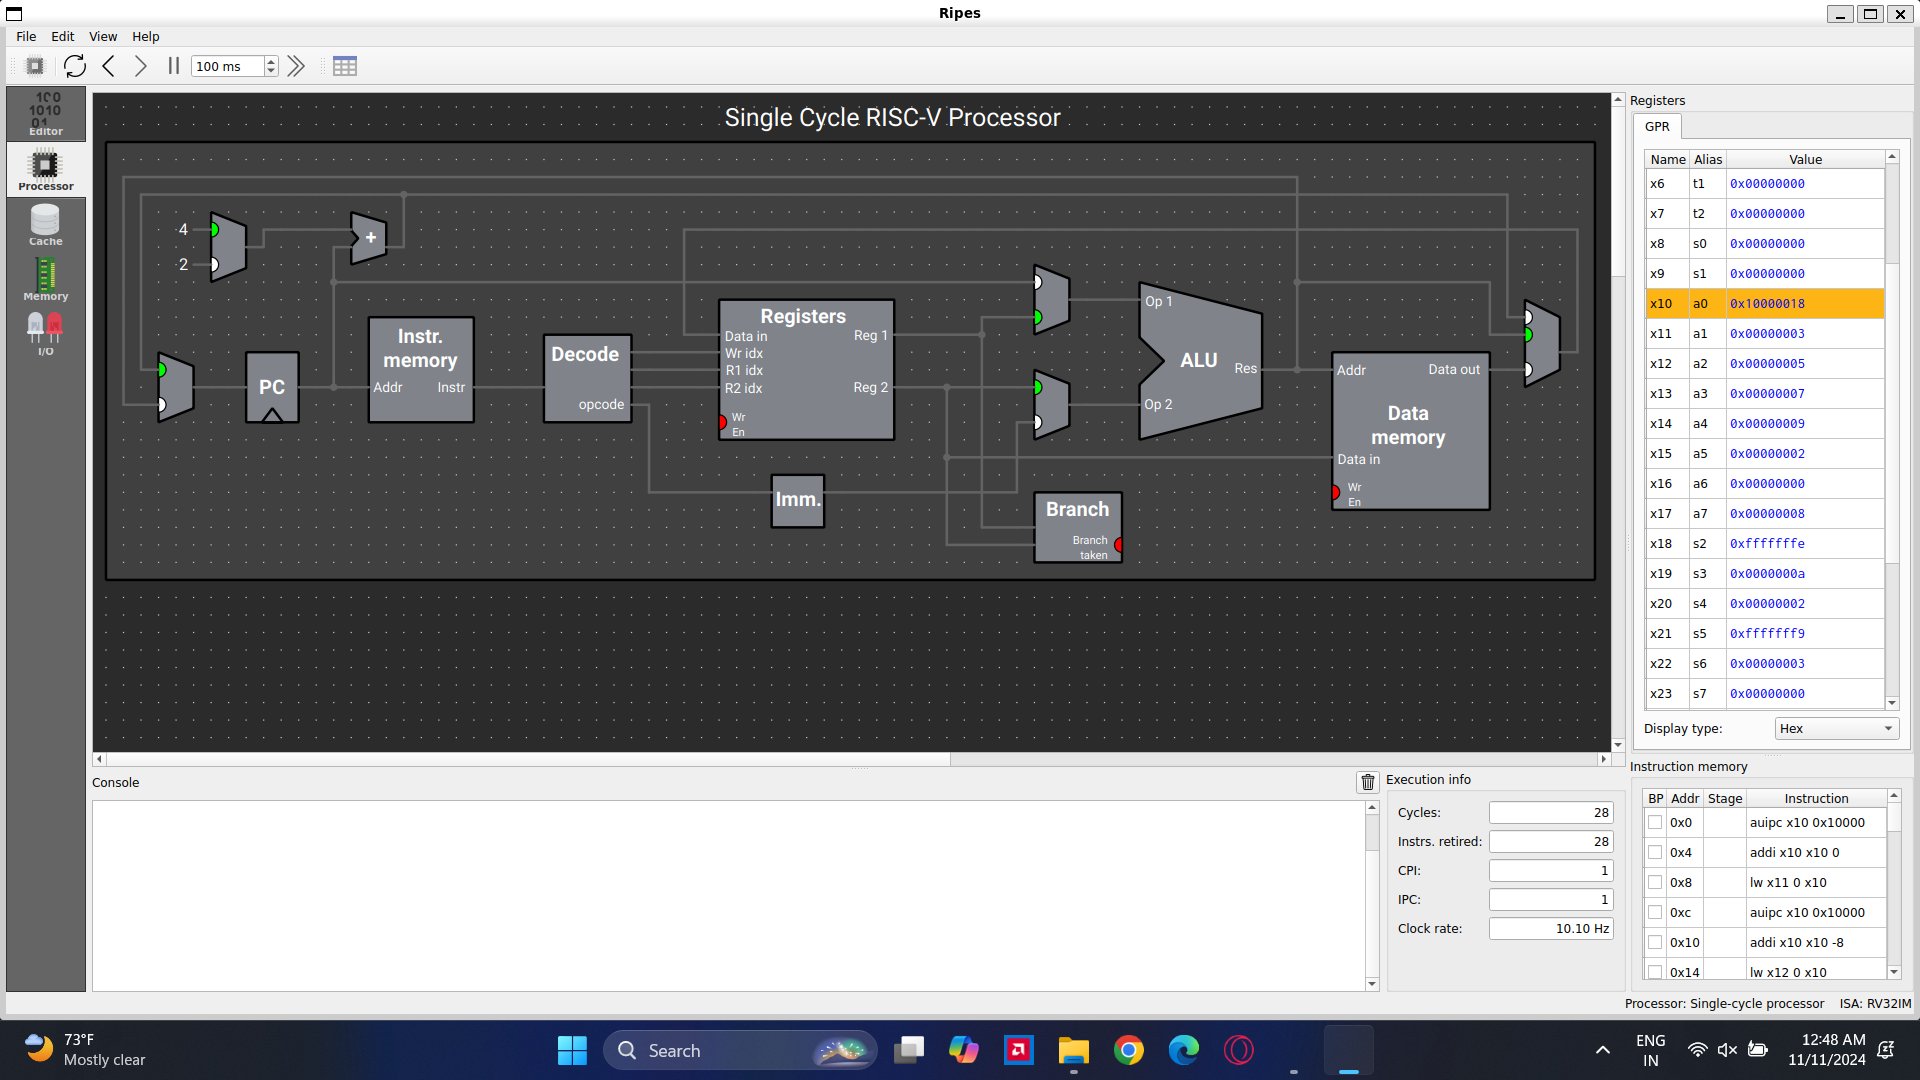 Ripes
File Edit View Help
100 ms
100
1010
01
Editor
Processor
Cache
Memory
I/O
Single Cycle RISC-V Processor
4
2
+
PC
Instr.
memory
Addr
Instr
Decode
opcode
Registers
Data in
Wr idx
R1 idx
R2 idx
Reg 1
Reg 2
Wr
En
Imm.
Op 1
Op 2
ALU
Res
Branch
Branch
taken
Addr
Data out
Data
memory
Data in
Wr
En
Registers
GPR
Name Alias Value
x6 t1 0x00000000
x7 t2 0x00000000
x8 s0 0x00000000
x9 s1 0x00000000
x10 a0 0x10000018
x11 a1 0x00000003
x12 a2 0x00000005
x13 a3 0x00000007
x14 a4 0x00000009
x15 a5 0x00000002
x16 a6 0x00000000
x17 a7 0x00000008
x18 s2 0xfffffffe
x19 s3 0x0000000a
x20 s4 0x00000002
x21 s5 0xfffffff9
x22 s6 0x00000003
x23 s7 0x00000000
Display type: Hex
Console
Execution info
Cycles: 28
Instrs. retired: 28
CPI: 1
IPC: 1
Clock rate: 10.10 Hz
Instruction memory
BP Addr Stage Instruction
0x0 auipc x10 0x10000
0x4 addi x10 x10 0
0x8 lw x11 0 x10
0xc auipc x10 0x10000
0x10 addi x10 x10 -8
0x14 lw x12 0 x10
Processor: Single-cycle processor ISA: RV32IM
73°F
Mostly clear
Search
ENG
IN
12:48 AM
11/11/2024